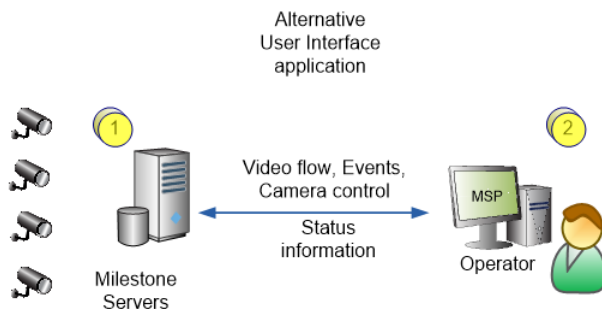 Alternative
User Interface
application
1
2
Video flow, Events,
Camera control
MSP
Status
information
Operator
Milestone
Servers